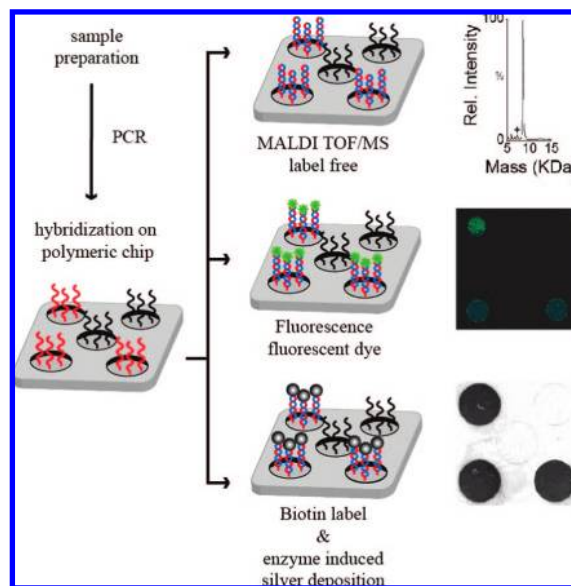 sample
preparation
PCR
hybridization on
polymeric chip
MALDI TOF/MS
label free
Rel. Intensity
100
%
0
5 10 15
Mass (KDa)
Fluorescence
fluorescent dye
Biotin label
&
enzyme induced
silver deposition